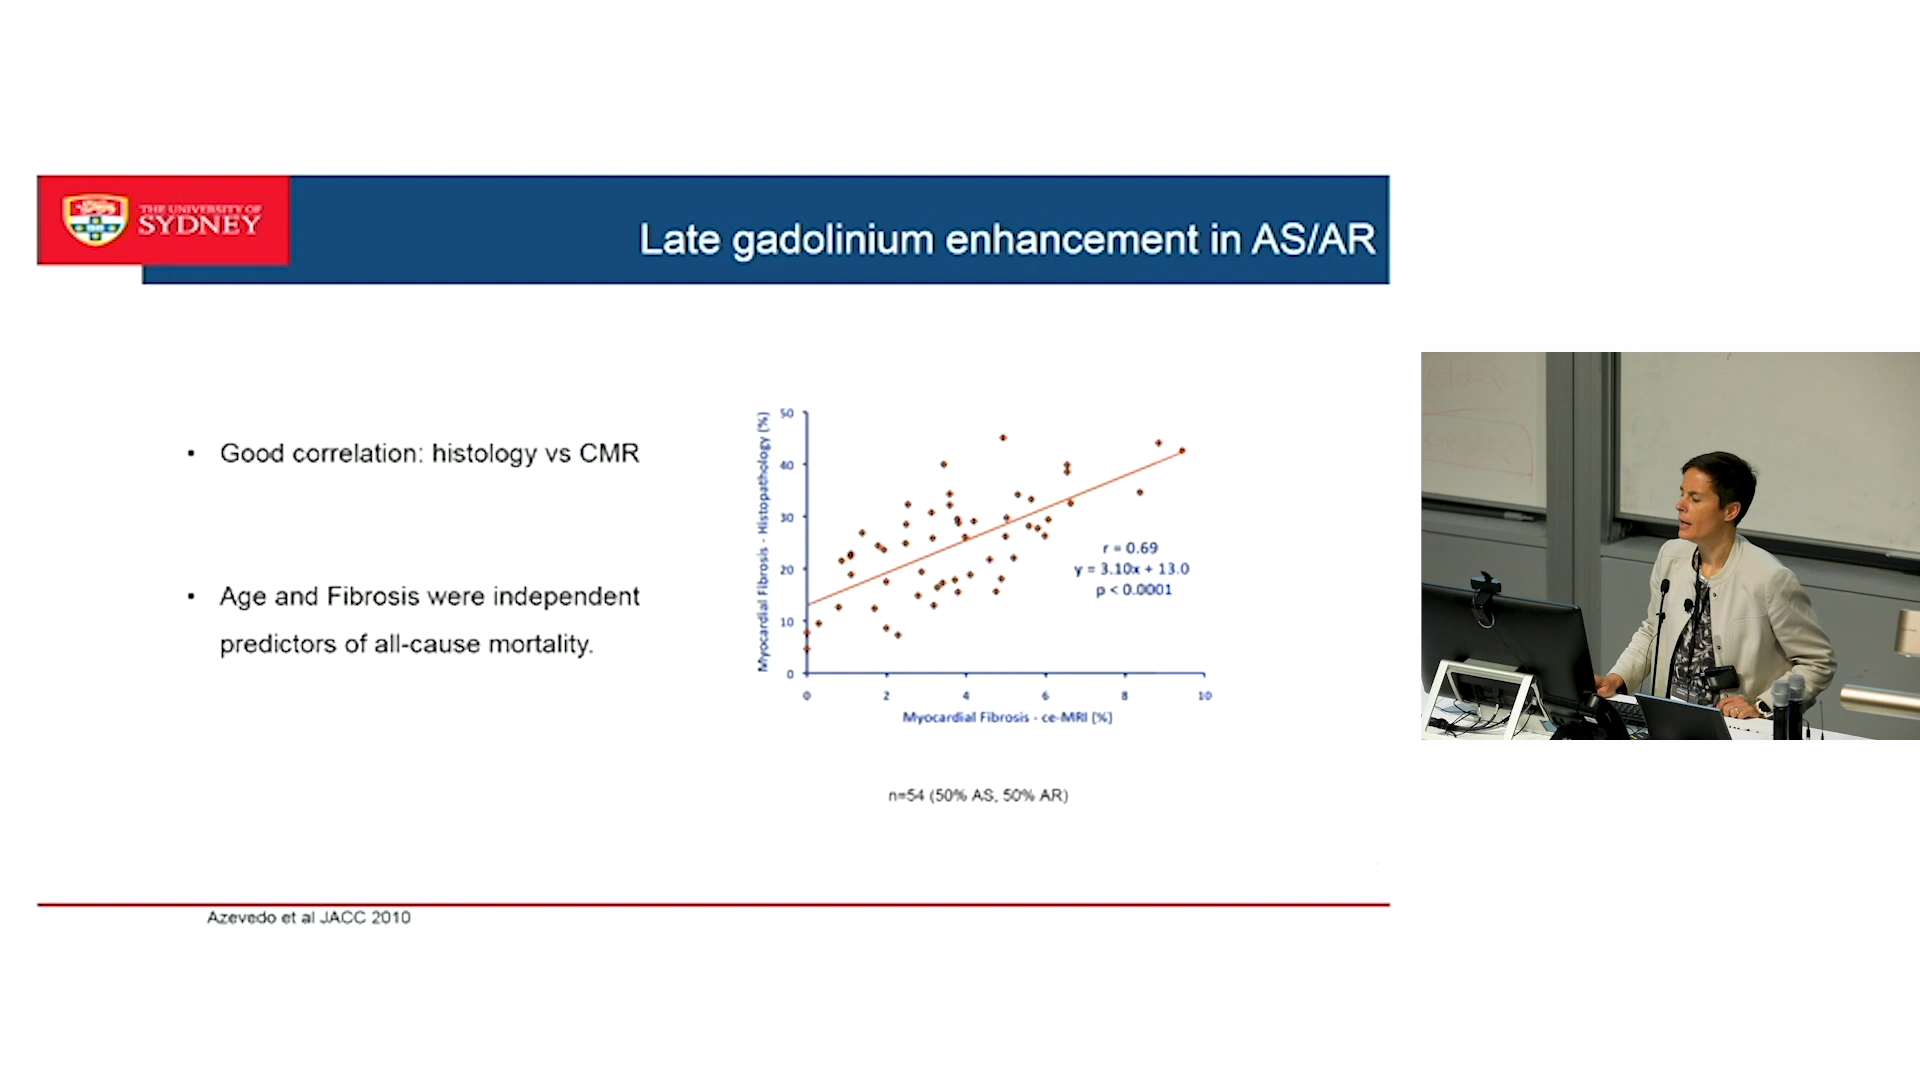 THE UNIVERSITY OF
SYDNEY
Late gadolinium enhancement in AS/AR
• Good correlation: histology vs CMR
• Age and Fibrosis were independent
predictors of all-cause mortality.
Myocardial Fibrosis - Histopathology (%)
50
40
30
20
10
0
r = 0.69
y = 3.10x + 13.0
p < 0.0001
0 2 4 6 8 10
Myocardial Fibrosis - ce-MRI (%)
n=54 (50% AS, 50% AR)
Azevedo et al JACC 2010